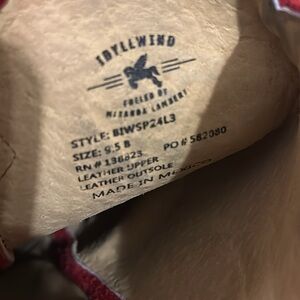 IDYLLWIND
FUELED BY
MIRANDA LAMBERT
STYLE: BIWSP24L3
SIZE: 9.5 B PO # 582080
RN # 136823
LEATHER UPPER
LEATHER OUTSOLE
MADE IN MEXICO